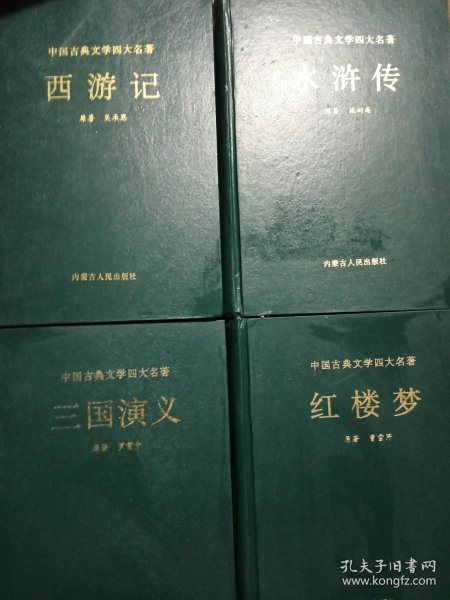 中国古典文学四大名著
西游记
原著 吴承恩
内蒙古人民出版社
中国古典文学四大名著
水浒传
原著 施耐庵
内蒙古人民出版社
中国古典文学四大名著
三国演义
原著 罗贯中
中国古典文学四大名著
红楼梦
原著 曹雪芹
孔夫子旧书网
www.kongfz.com